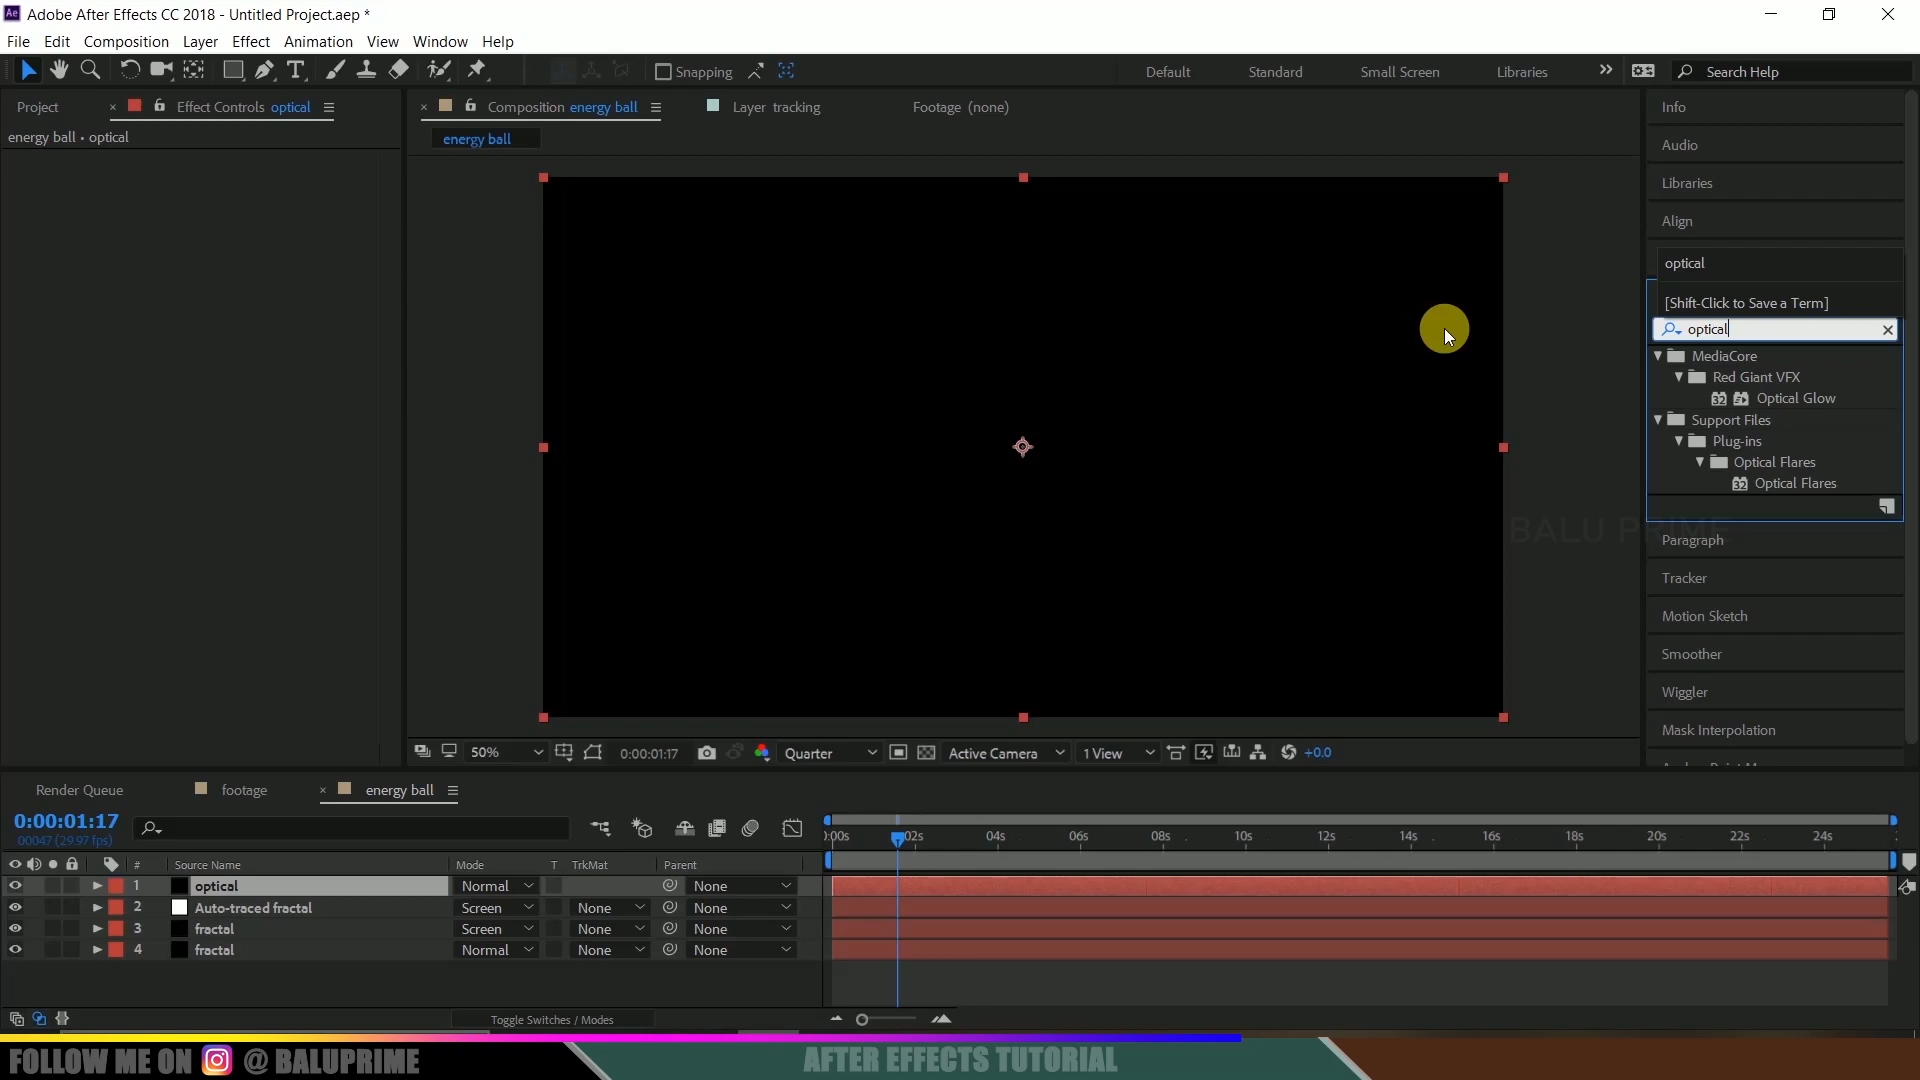 Adobe After Effects CC 2018 - Untitled Project.aep *
File Edit Composition Layer Effect Animation View Window Help
Snapping Default Standard Small Screen Libraries Search Help
Project Effect Controls optical Composition energy ball Layer tracking Footage (none)
energy ball • optical
energy ball
Info
Audio
Libraries
Align
optical
[Shift-Click to Save a Term]
optical
MediaCore
Red Giant VFX
32 Optical Glow
Support Files
Plug-ins
Optical Flares
32 Optical Flares
BALU PRIME
Paragraph
Tracker
Motion Sketch
Smoother
Wiggler
Mask Interpolation
50% 0:00:01:17 Quarter Active Camera 1 View +0.0
Render Queue footage energy ball
0:00:01:17
00047 (29.97 fps)
:00s 02s 04s 06s 08s 10s 12s 14s 16s 18s 20s 22s 24s
# Source Name Mode T TrkMat Parent
1 optical Normal None
2 Auto-traced fractal Screen None None
3 fractal Screen None None
4 fractal Normal None None
Toggle Switches / Modes
FOLLOW ME ON @ BALUPRIME AFTER EFFECTS TUTORIAL